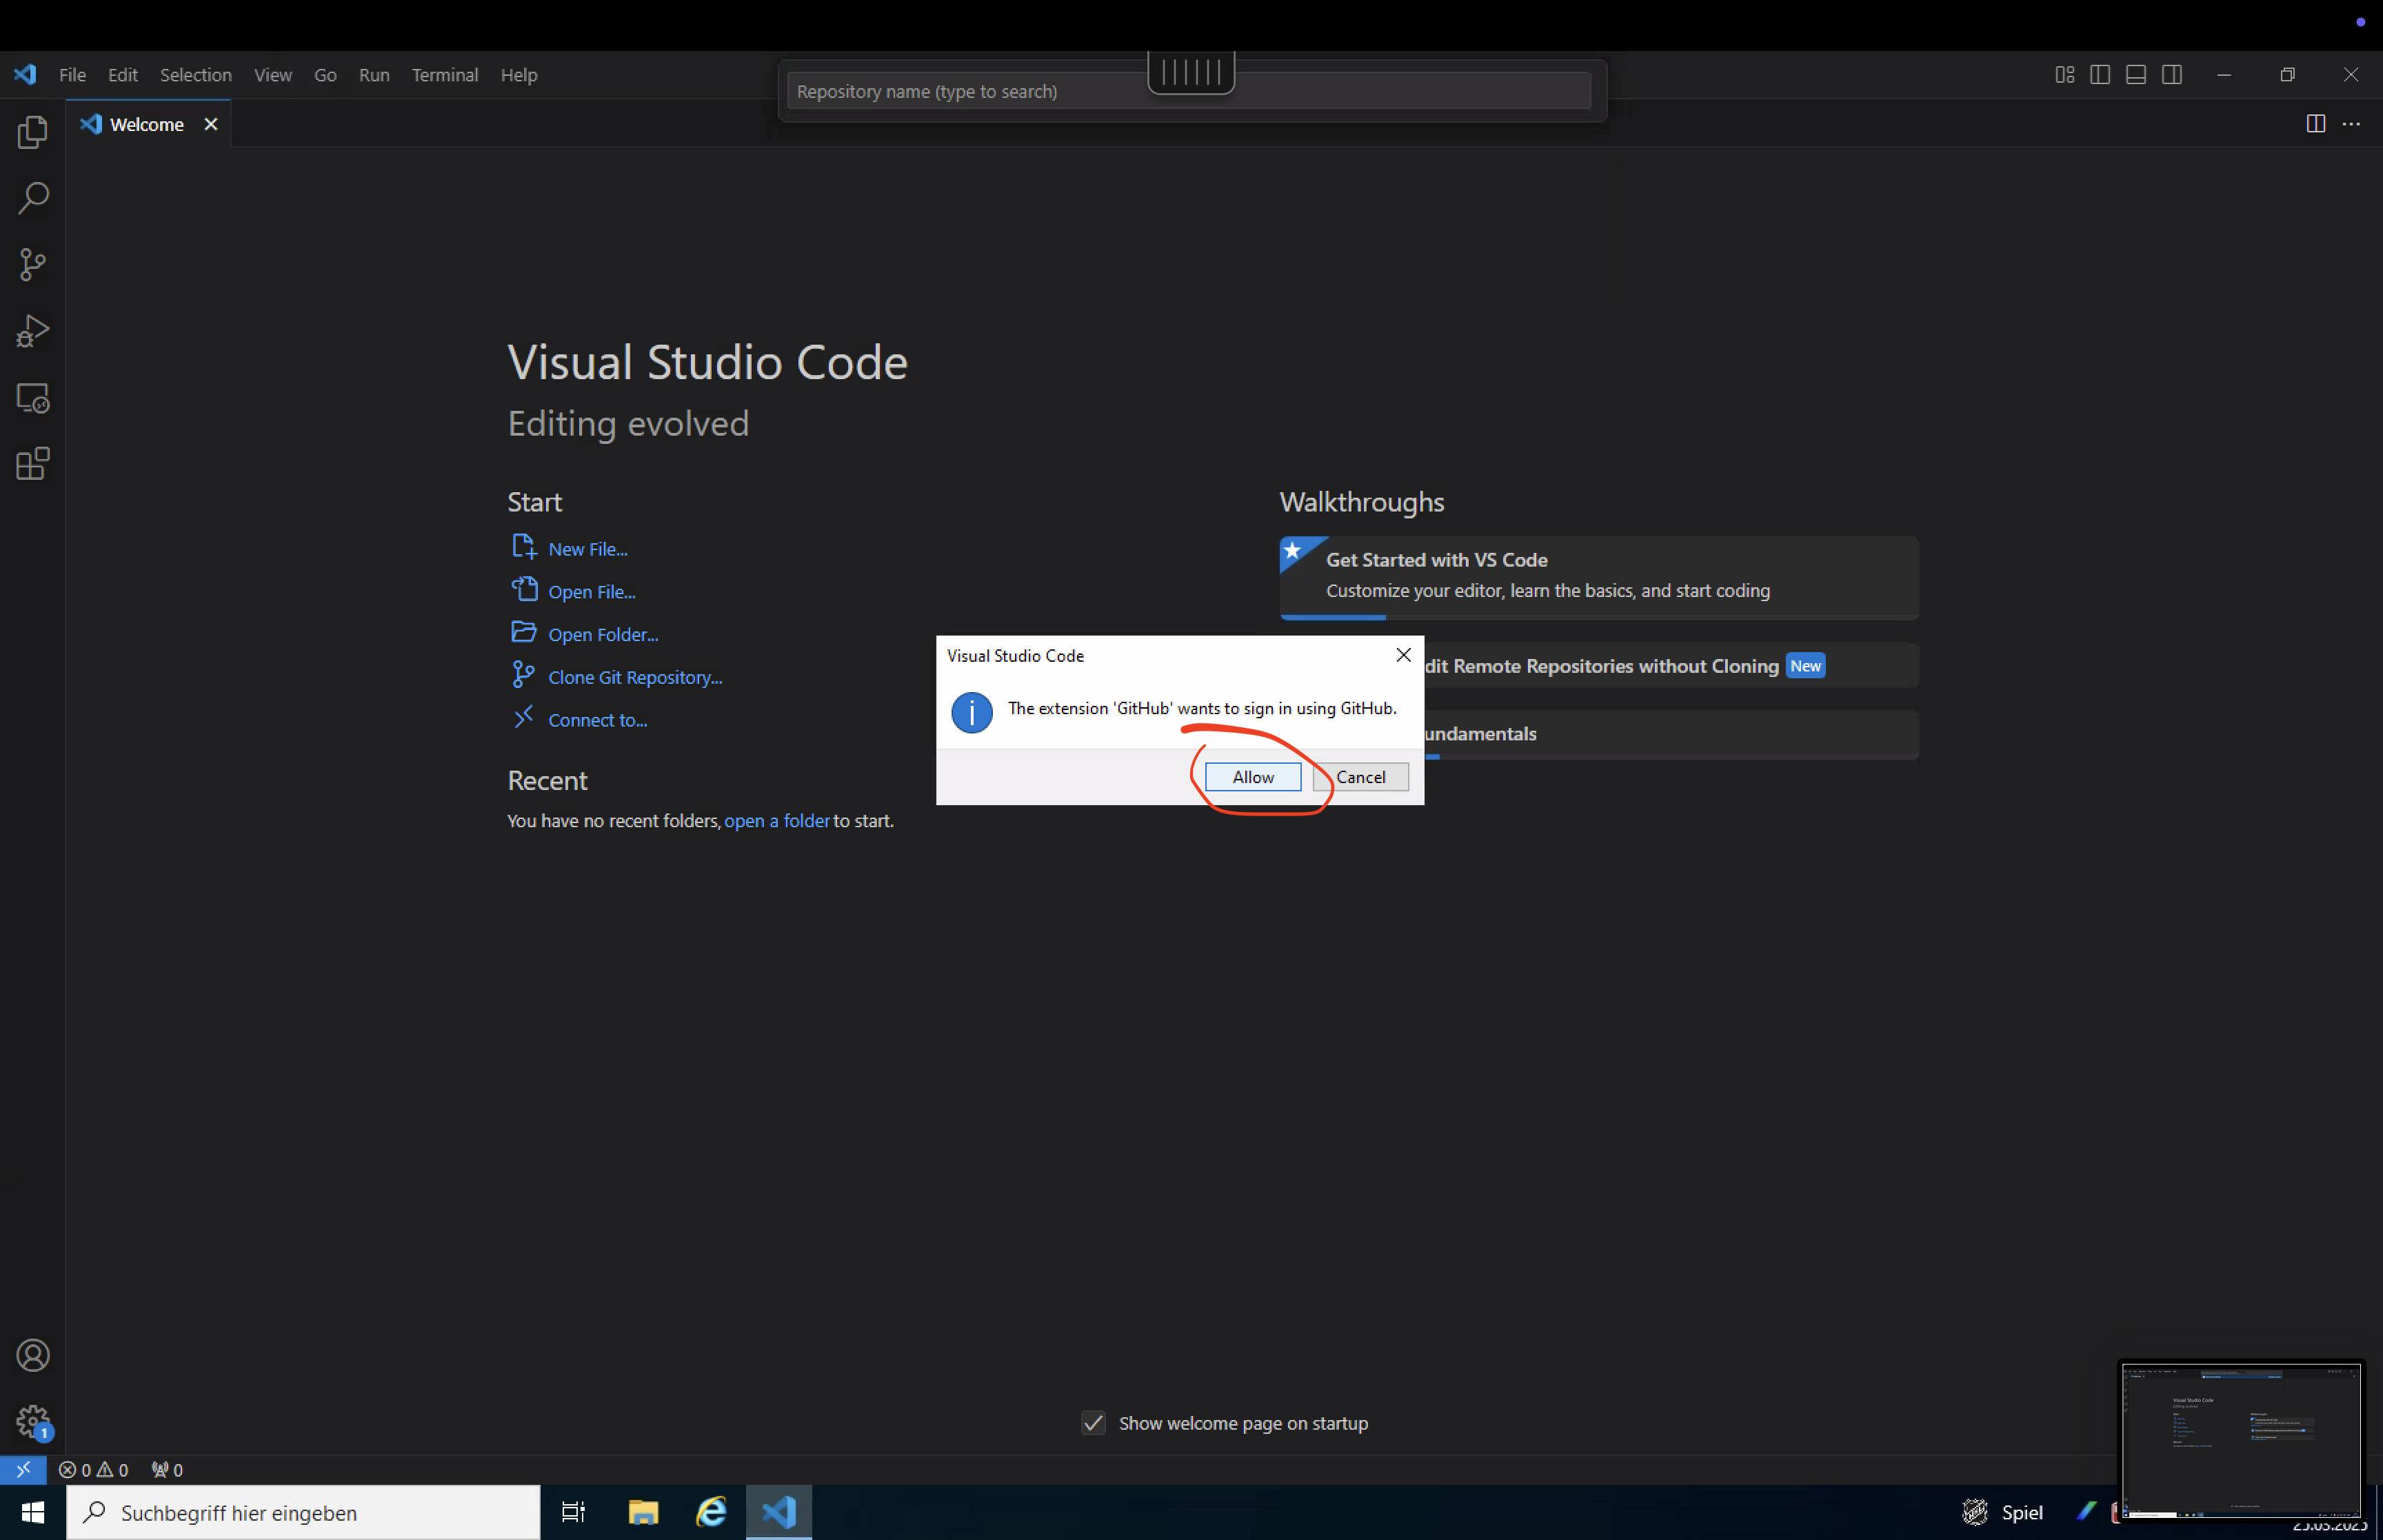 File Edit Selection View Go Run Terminal Help
Repository name (type to search)
Welcome
Visual Studio Code
Editing evolved
Start
New File...
Open File...
Open Folder...
Clone Git Repository...
Connect to...
Recent
You have no recent folders, open a folder to start.
Walkthroughs
Get Started with VS Code
Customize your editor, learn the basics, and start coding
dit Remote Repositories without Cloning New
undamentals
Visual Studio Code
The extension 'GitHub' wants to sign in using GitHub.
Allow Cancel
Show welcome page on startup
1
0 0 0
Suchbegriff hier eingeben
Spiel